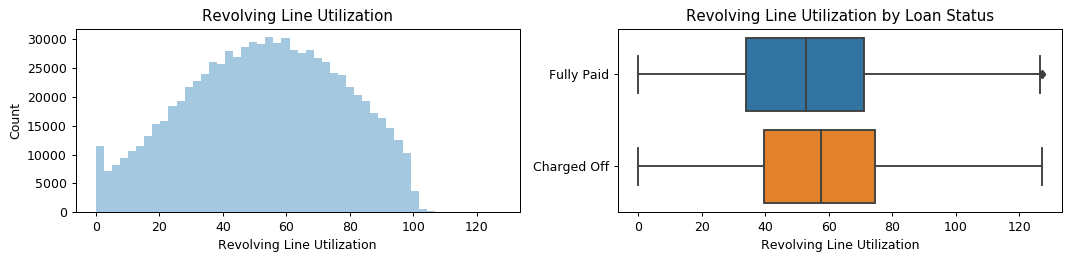 Revolving Line Utilization
Count
30000
25000
20000
15000
10000
5000
0
0 20 40 60 80 100 120
Revolving Line Utilization
Revolving Line Utilization by Loan Status
Fully Paid
Charged Off
0 20 40 60 80 100 120
Revolving Line Utilization